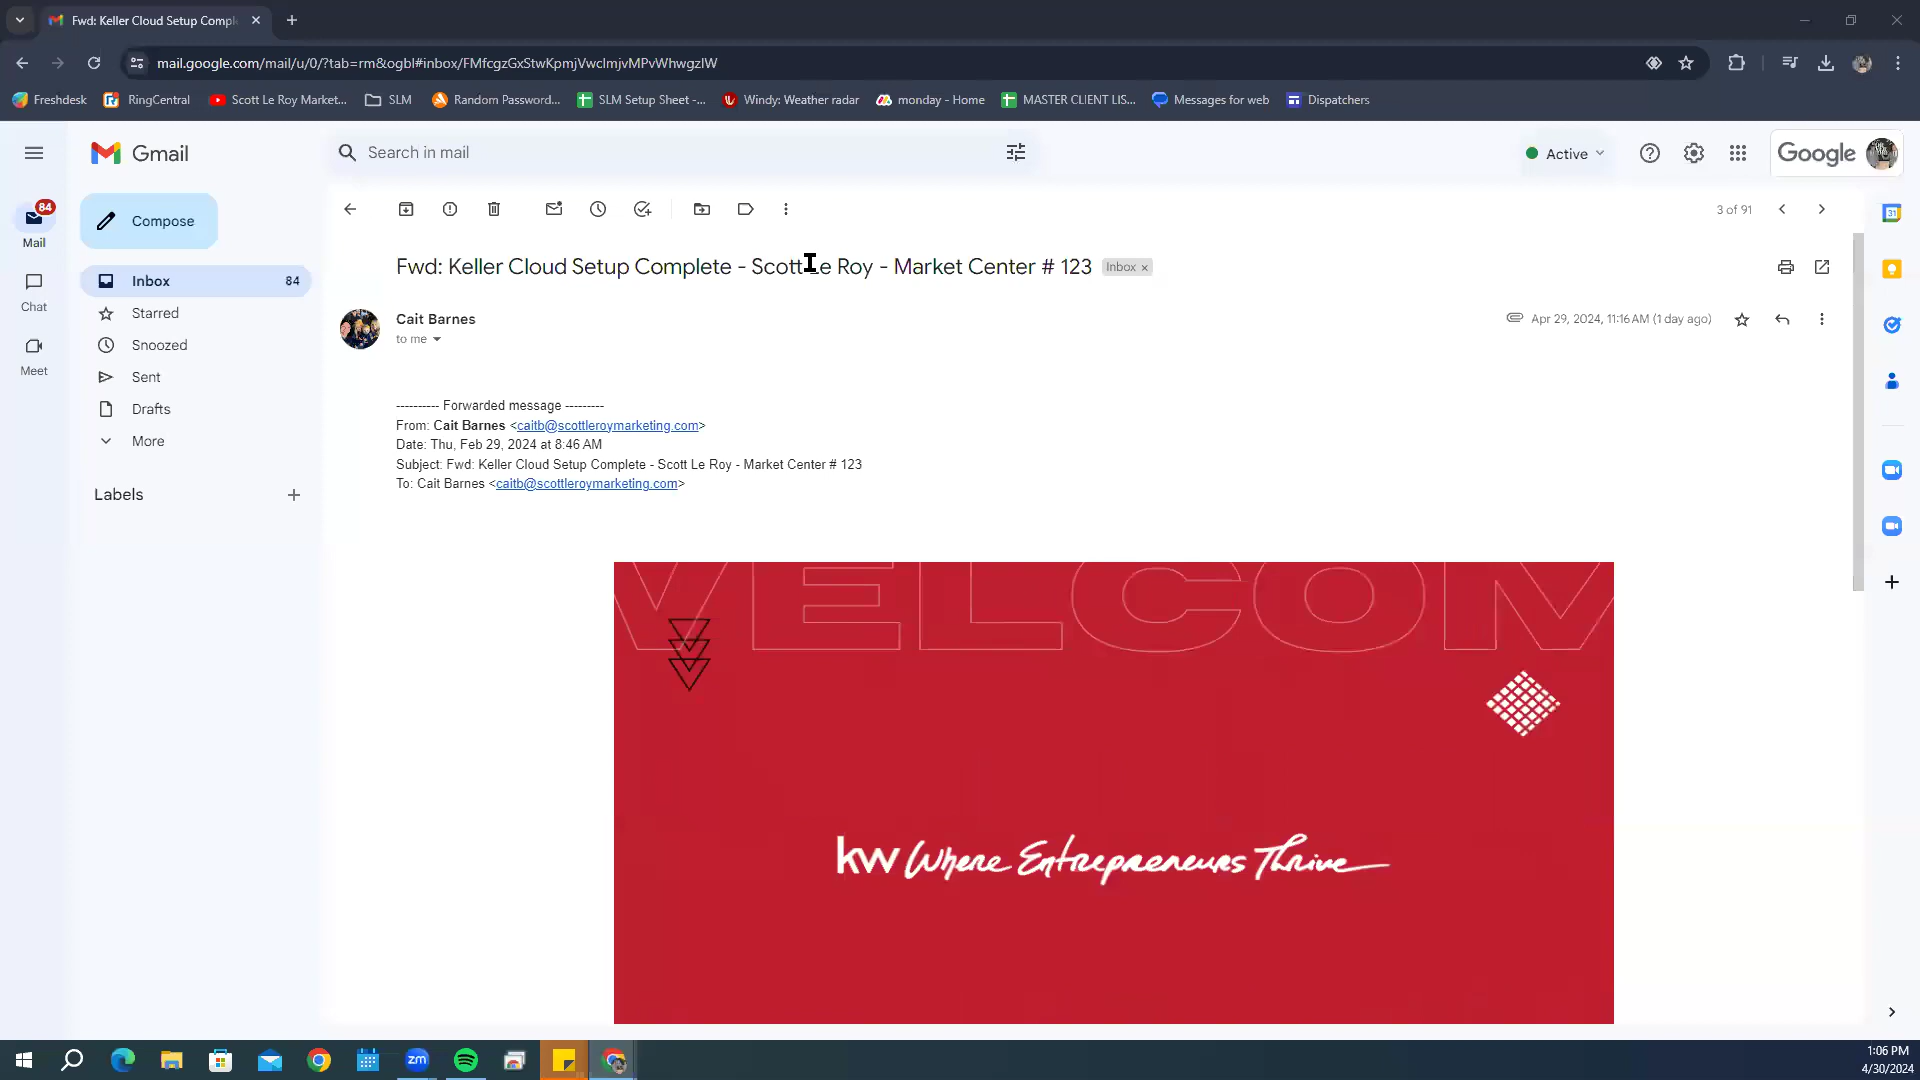 Fwd: Keller Cloud Setup Compl
mail.google.com/mail/u/0/?tab=rm&ogbl#inbox/FMfcgzGxStwKpmjVwclmjvMPvWhwgzlW
Freshdesk
RingCentral
Scott Le Roy Market...
SLM
Random Password...
SLM Setup Sheet -...
Windy: Weather radar
monday - Home
MASTER CLIENT LIS...
Messages for web
Dispatchers
Gmail
Search in mail
Active
Google
84
Mail
Compose
3 of 91
31
Chat
Meet
Inbox 84
Starred
Snoozed
Sent
Drafts
More
Labels
Fwd: Keller Cloud Setup Complete - Scott Le Roy - Market Center # 123
Inbox x
Cait Barnes
to me
Apr 29, 2024, 11:16 AM (1 day ago)
---------- Forwarded message ---------
From: Cait Barnes <caitb@scottleroymarketing.com>
Date: Thu, Feb 29, 2024 at 8:46 AM
Subject: Fwd: Keller Cloud Setup Complete - Scott Le Roy - Market Center # 123
To: Cait Barnes <caitb@scottleroymarketing.com>
WELCOM
kw Where Entrepreneurs Thrive
zm
1:06 PM
4/30/2024